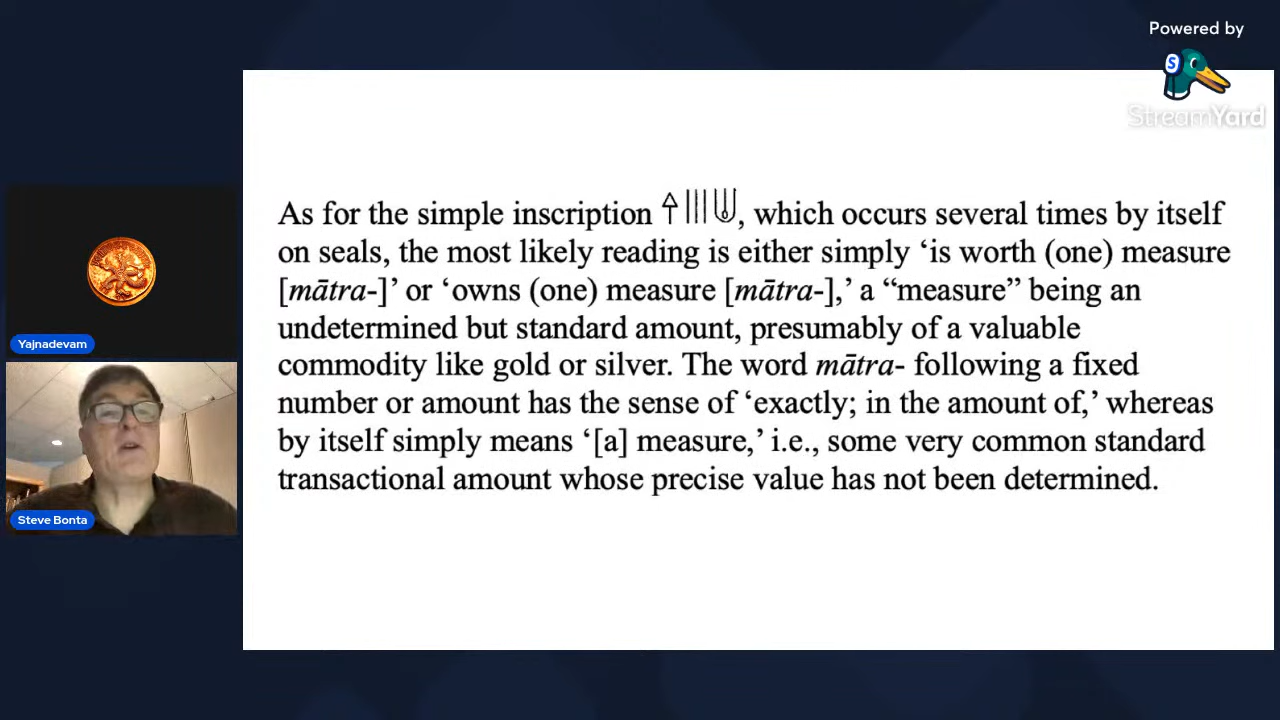 Powered by
StreamYard
As for the simple inscription , which occurs several times by itself
on seals, the most likely reading is either simply ‘is worth (one) measure
[mātra-]’ or ‘owns (one) measure [mātra-],’ a “measure” being an
undetermined but standard amount, presumably of a valuable
commodity like gold or silver. The word mātra- following a fixed
number or amount has the sense of ‘exactly; in the amount of,’ whereas
by itself simply means ‘[a] measure,’ i.e., some very common standard
transactional amount whose precise value has not been determined.
Yajnadevam
Steve Bonta